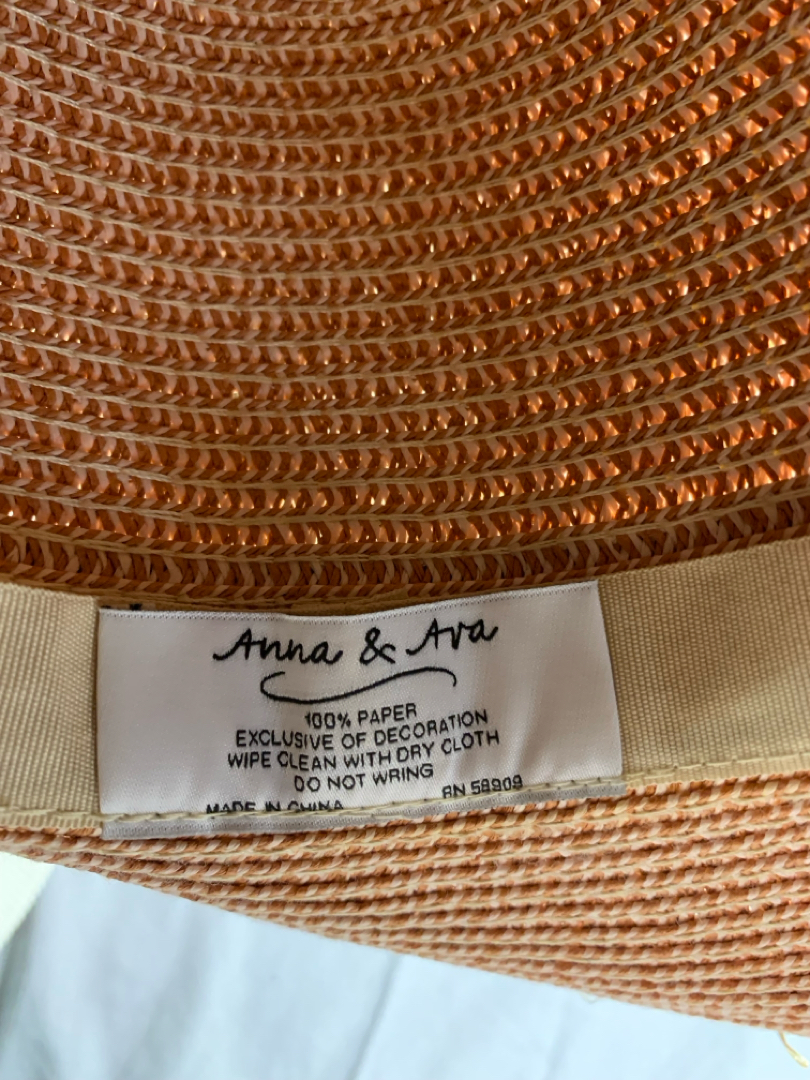 Anna & Ava
100% PAPER
EXCLUSIVE OF DECORATION
WIPE CLEAN WITH DRY CLOTH
DO NOT WRING
MADE IN CHINA RN 58909